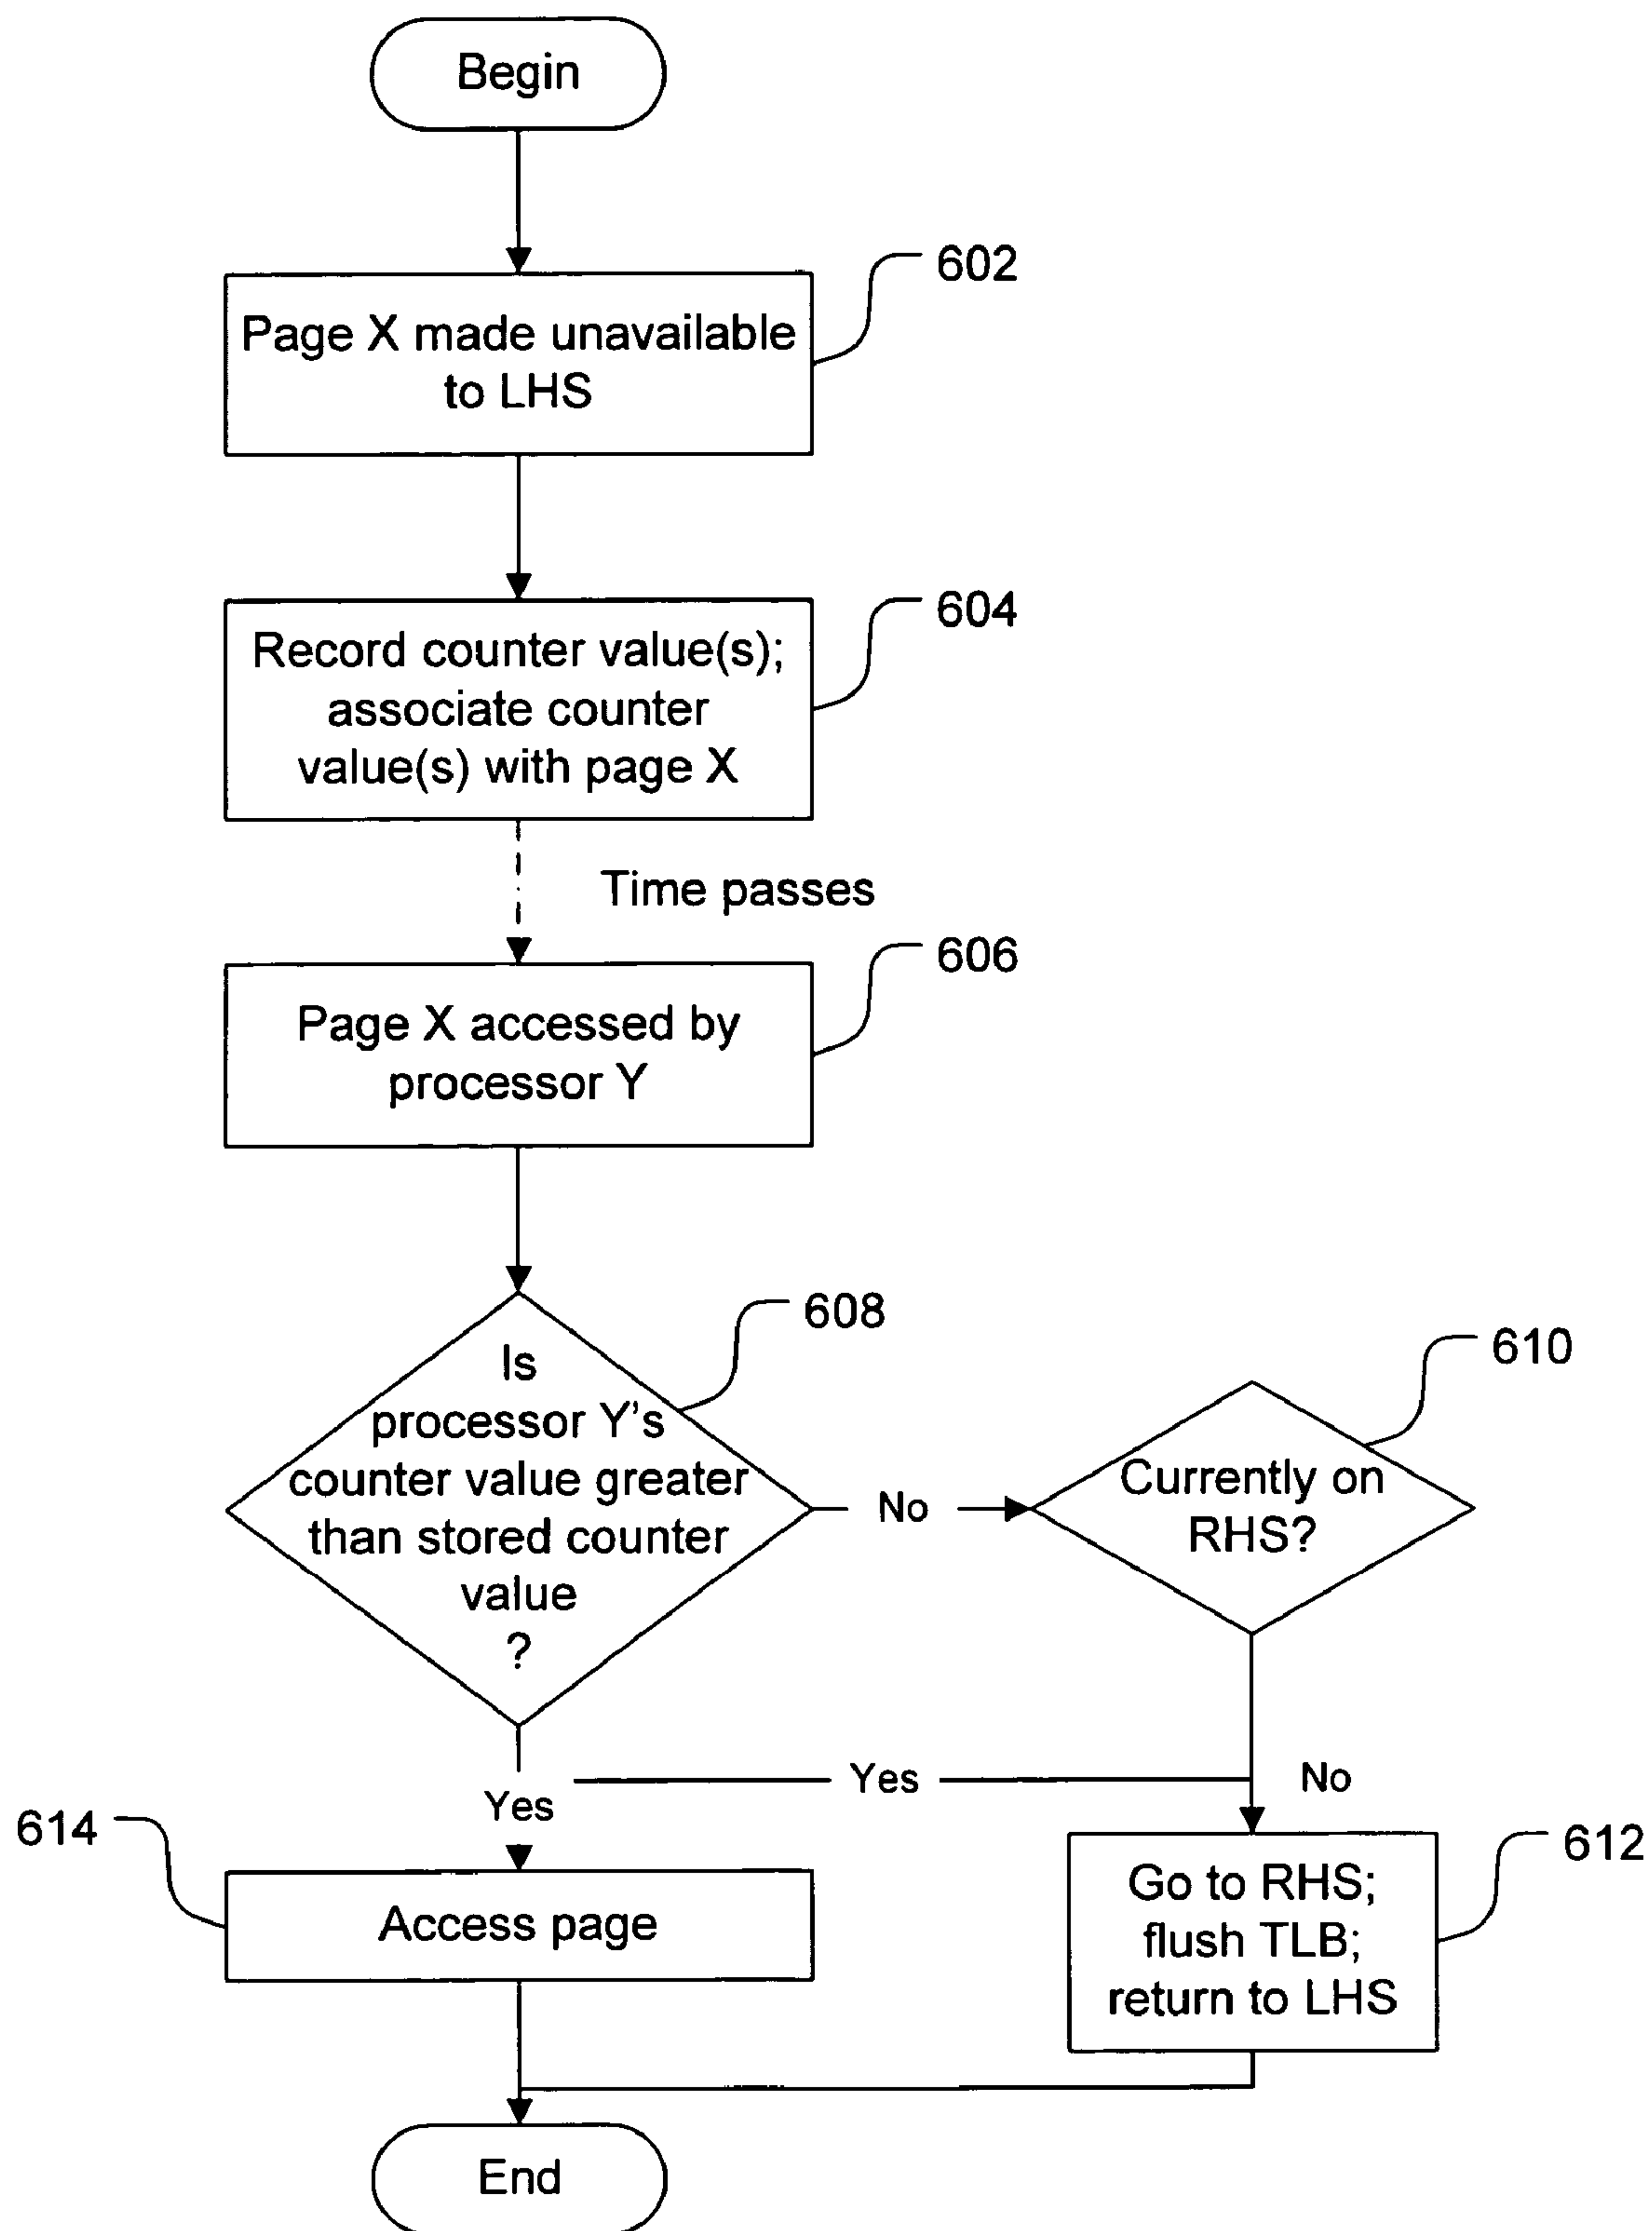 Begin
602
Page X made unavailable
to LHS
604
Record counter value(s);
associate counter
value(s) with page X
Time passes
606
Page X accessed by
processor Y
608
Is
processor Y's
counter value greater
than stored counter
value
?
No
610
Currently on
RHS?
Yes
Yes
No
614
Access page
612
Go to RHS;
flush TLB;
return to LHS
End